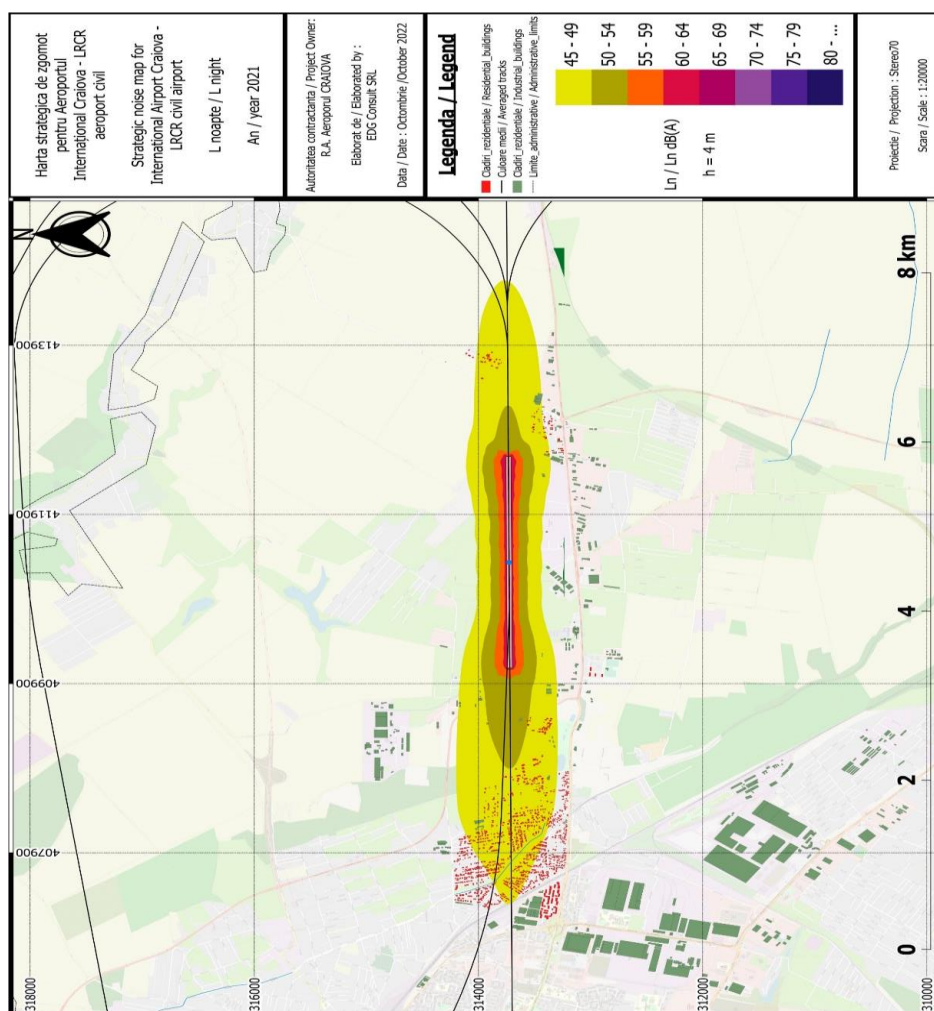 Harta strategica de zgomot
pentru Aeroportul
International Craiova - LRCR
aeroport civil
Strategic noise map for
International Airport Craiova -
LRCR civil airport
L noapte / L night
An / year 2021
Autoritatea contractanta / Project Owner:
R.A. Aeroporul CRAIOVA
Elaborat de / Elaborated by :
EDG Consult SRL
Data / Date : Octombrie /October 2022
Legenda / Legend
Cladiri_rezidentiale / Residential_buildings
Culoare medii / Averaged tracks
Cladiri_rezidentiale / Industrial_buildings
Limite_administrative / Administrative_limits
Ln / Ln dB(A)
h = 4 m
45 - 49
50 - 54
55 - 59
60 - 64
65 - 69
70 - 74
75 - 79
80 - ...
Proiectie / Projection : Stereo70
Scara / Scale : 1:20000
N
318000
316000
314000
312000
310000
413900
411900
409900
407900
0
2
4
6
8 km